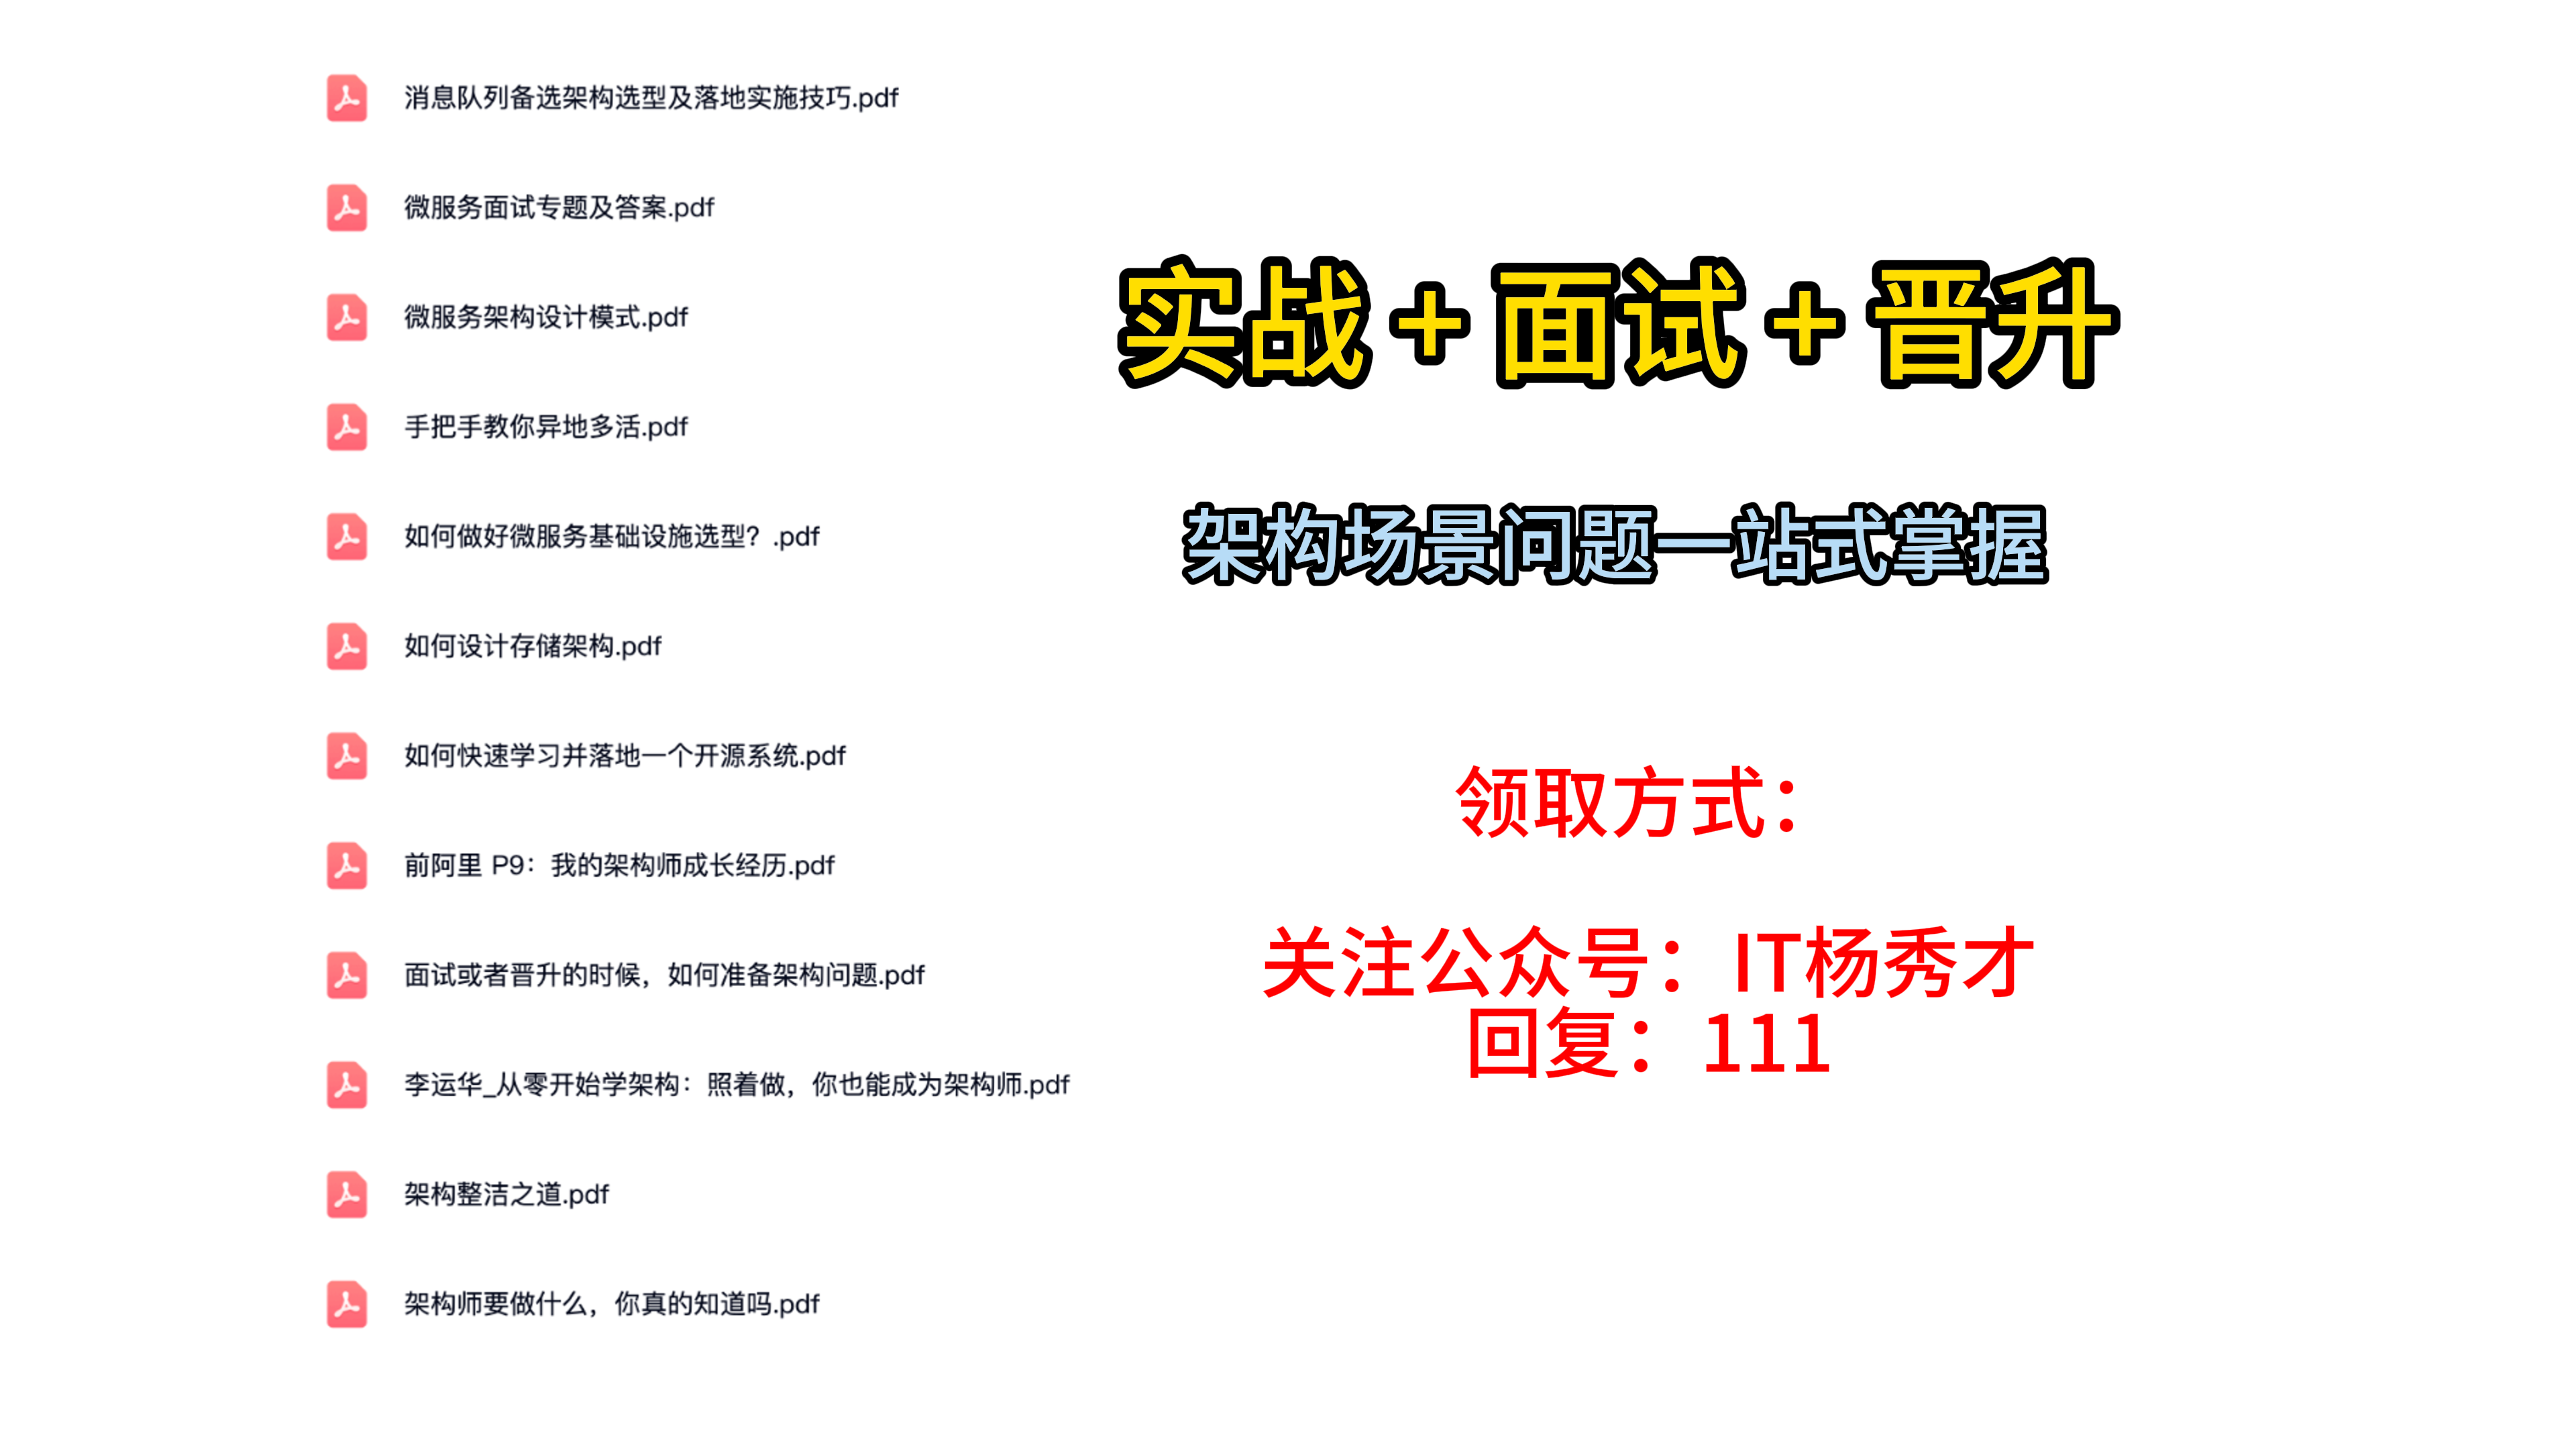 消息队列备选架构选型及落地实施技巧.pdf
微服务面试专题及答案.pdf
微服务架构设计模式.pdf
手把手教你异地多活.pdf
如何做好微服务基础设施选型？.pdf
如何设计存储架构.pdf
如何快速学习并落地一个开源系统.pdf
前阿里 P9：我的架构师成长经历.pdf
面试或者晋升的时候，如何准备架构问题.pdf
李运华_从零开始学架构：照着做，你也能成为架构师.pdf
架构整洁之道.pdf
架构师要做什么，你真的知道吗.pdf
实战+面试+晋升
架构场景问题一站式掌握
领取方式：
关注公众号：IT杨秀才
回复：111